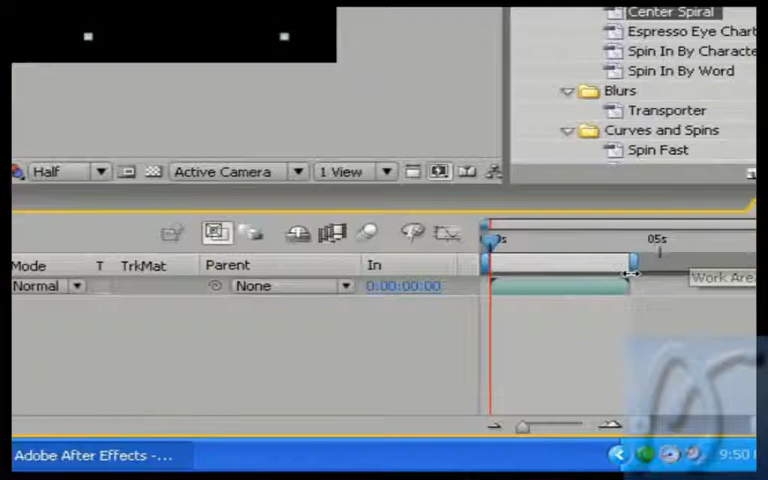 Center Spiral
Espresso Eye Chart
Spin In By Characte
Spin In By Word
Blurs
Transporter
Curves and Spins
Spin Fast
Half Active Camera 1 View
0s 05s
Mode T TrkMat Parent In
Work Are
Normal None 0:00:00:00
Adobe After Effects -... 9:50